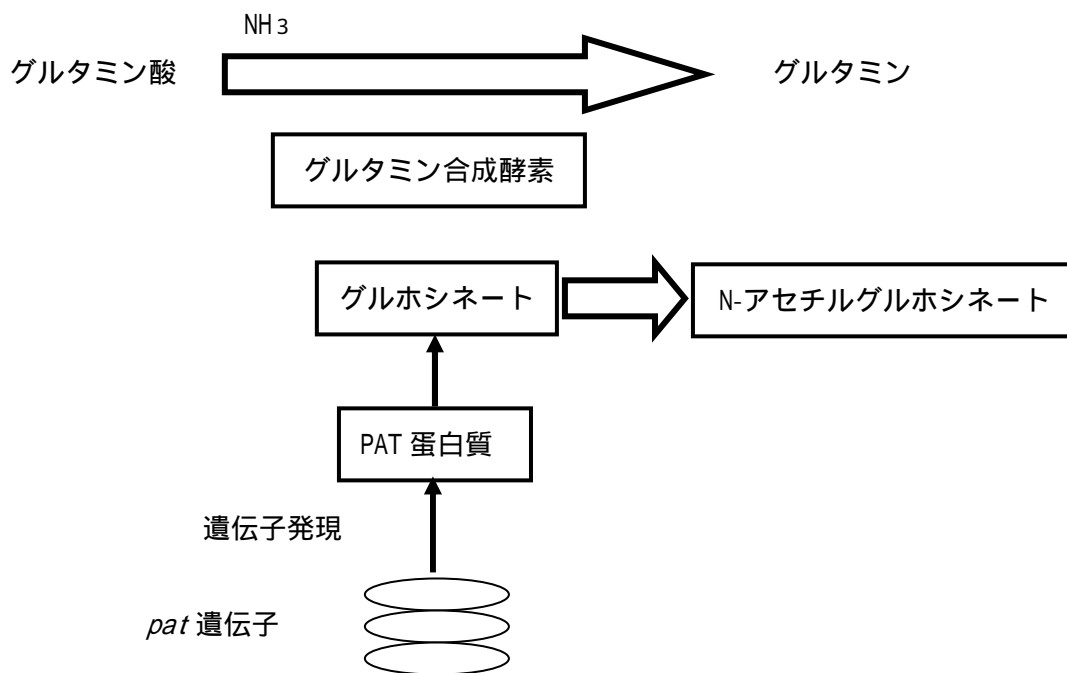 NH3
グルタミン酸 グルタミン
グルタミン合成酵素
グルホシネート N-アセチルグルホシネート
PAT 蛋白質
遺伝子発現
pat 遺伝子